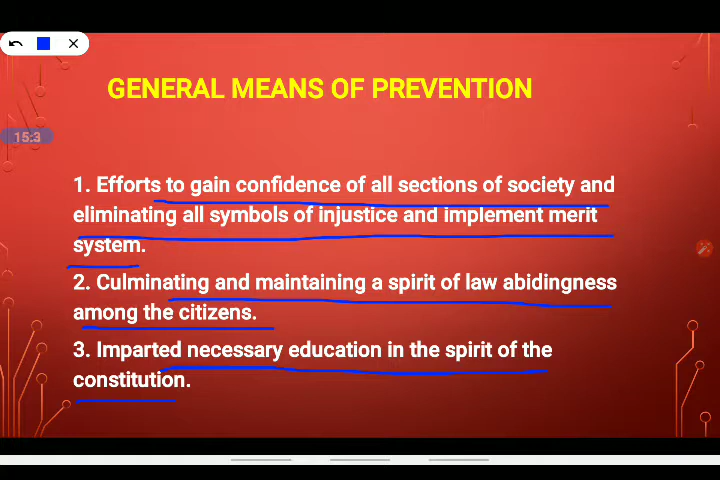 GENERAL MEANS OF PREVENTION
15:3
1. Efforts to gain confidence of all sections of society and
eliminating all symbols of injustice and implement merit
system.
2. Culminating and maintaining a spirit of law abidingness
among the citizens.
3. Imparted necessary education in the spirit of the
constitution.